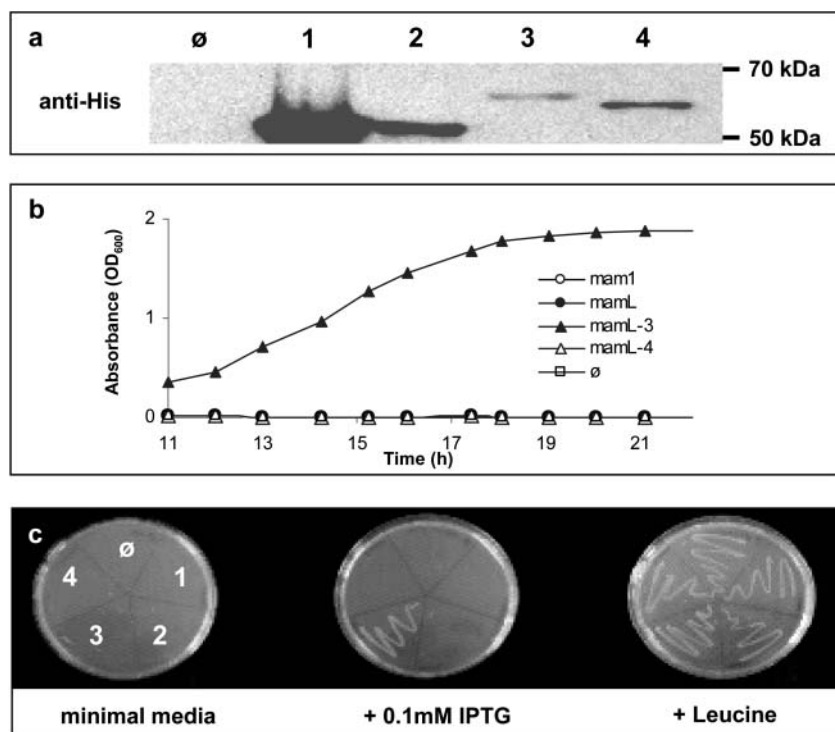 a ø 1 2 3 4
70 kDa
anti-His
50 kDa
b
2
1
0
Absorbance (OD600)
mam1
mamL
mamL-3
mamL-4
ø
11 13 15 17 19 21
Time (h)
c
ø
4 1
3 2
minimal media + 0.1mM IPTG + Leucine